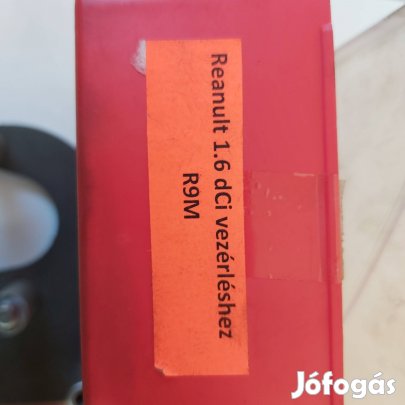 Reanult 1.6 dCi vezérléshez
R9M
Jófogás